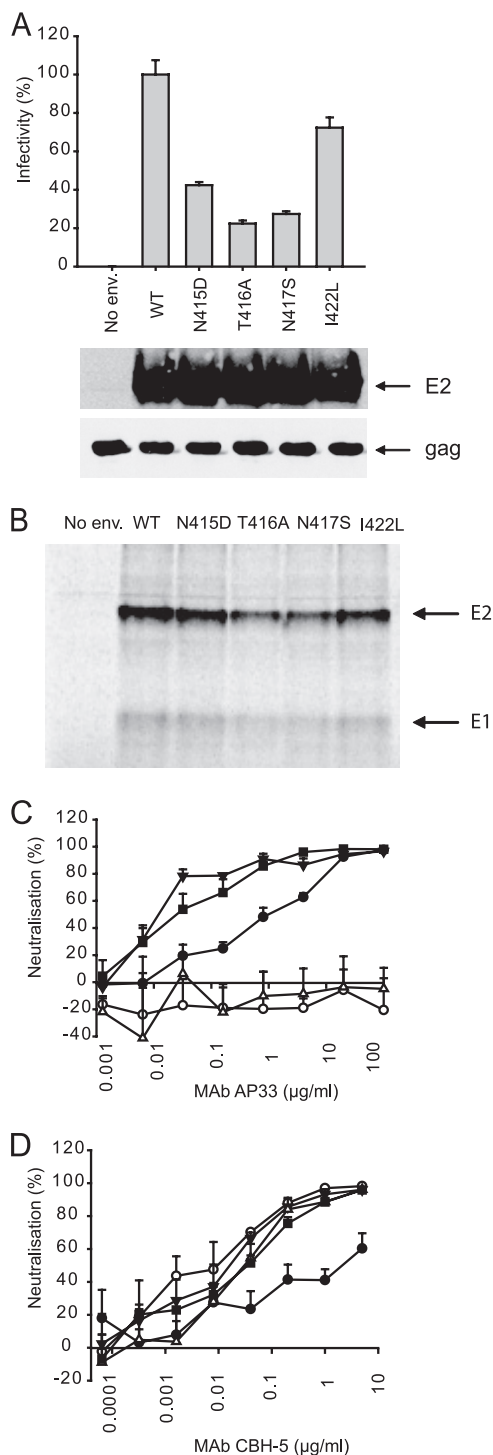 A
Infectivity (%)
120
100
80
60
40
20
0
No env.
WT
N415D
T416A
N417S
I422L
E2
gag
B
No env. WT N415D T416A N417S I422L
E2
E1
C
Neutralisation (%)
120
100
80
60
40
20
0
-20
-40
0.001
0.01
0.1
1
10
100
MAb AP33 (µg/ml)
D
Neutralisation (%)
120
100
80
60
40
20
0
-20
0.0001
0.001
0.01
0.1
1
10
MAb CBH-5 (µg/ml)